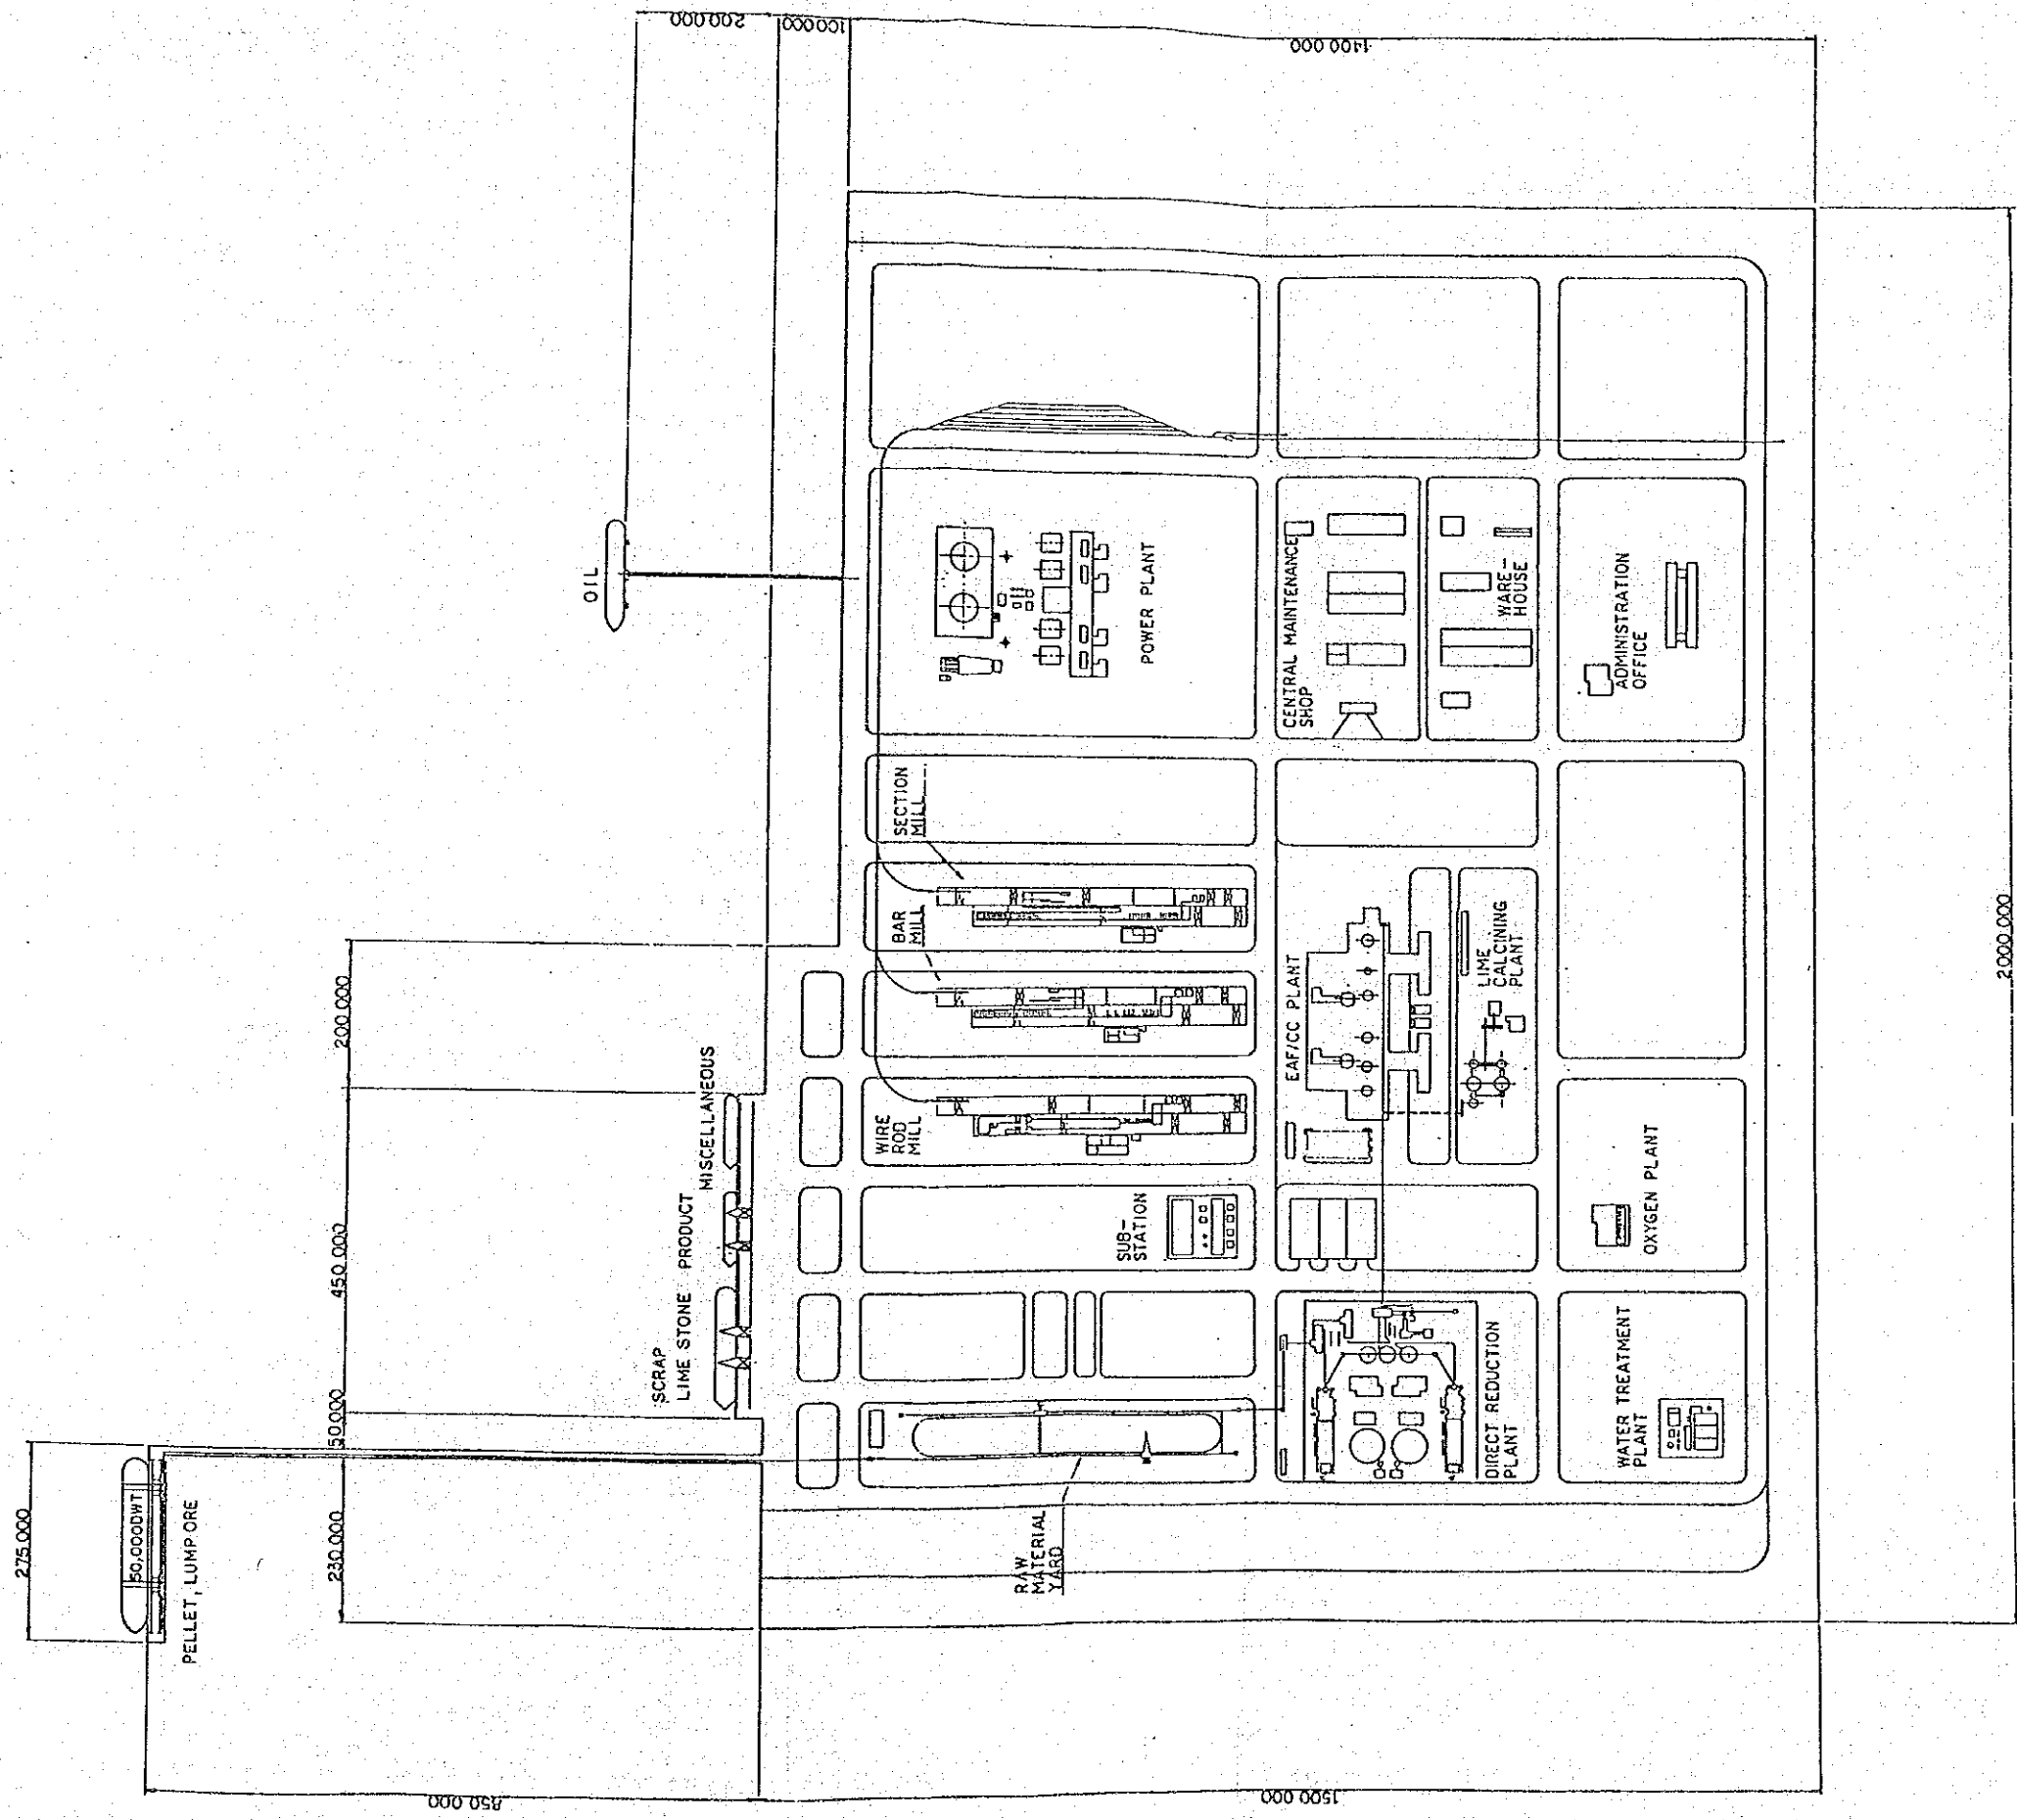 200 000
100 000
1400 000
OIL
POWER PLANT
CENTRAL MAINTENANCE
SHOP
WARE-
HOUSE
ADMINISTRATION
OFFICE
SECTION
MILL
BAR
MILL
WIRE
ROD
MILL
EAF/CC PLANT
LIME
CALCINING
PLANT
2000.000
200 000
MISCELLANEOUS
450.000
SCRAP
LIME STONE PRODUCT
SUB-
STATION
OXYGEN PLANT
50,000
275.000
50,000DWT
PELLET, LUMP ORE
230 000
RAW
MATERIAL
YARD
DIRECT REDUCTION
PLANT
WATER TREATMENT
PLANT
850 000
1500 000